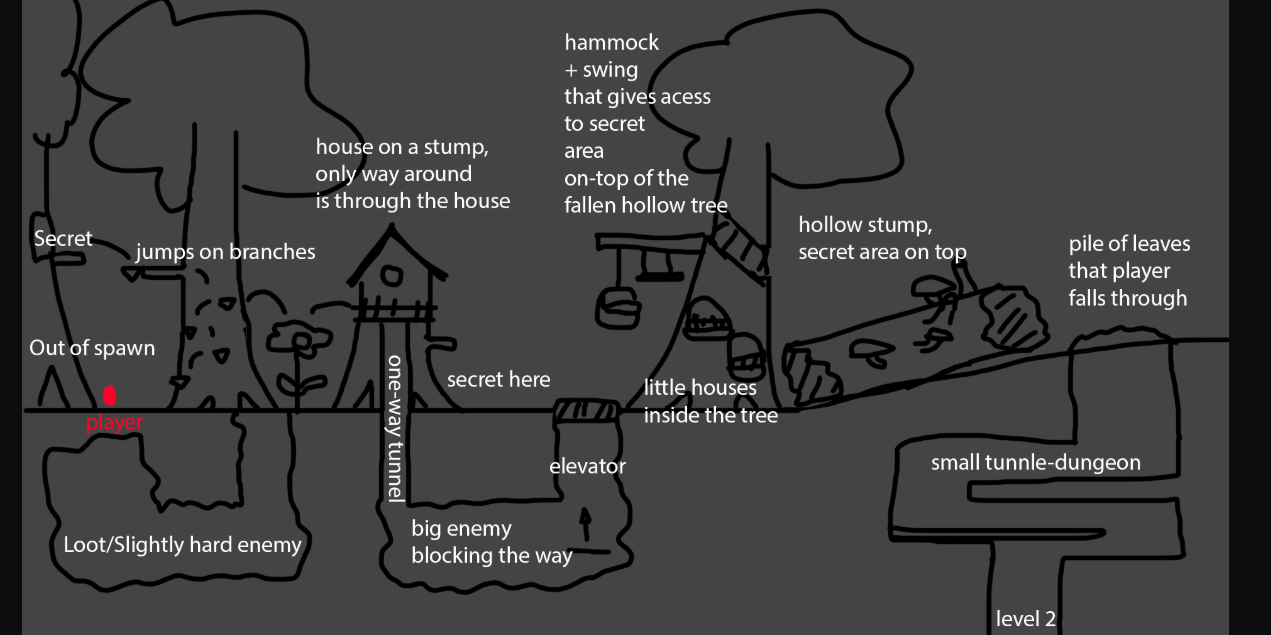 hammock
+ swing
that gives acess
to secret
area
on-top of the
fallen hollow tree
house on a stump,
only way around
is through the house
hollow stump,
secret area on top
pile of leaves
that player
falls through
Secret
jumps on branches
Out of spawn
player
one-way tunnel
secret here
little houses
inside the tree
elevator
small tunnle-dungeon
Loot/Slightly hard enemy
big enemy
blocking the way
level 2